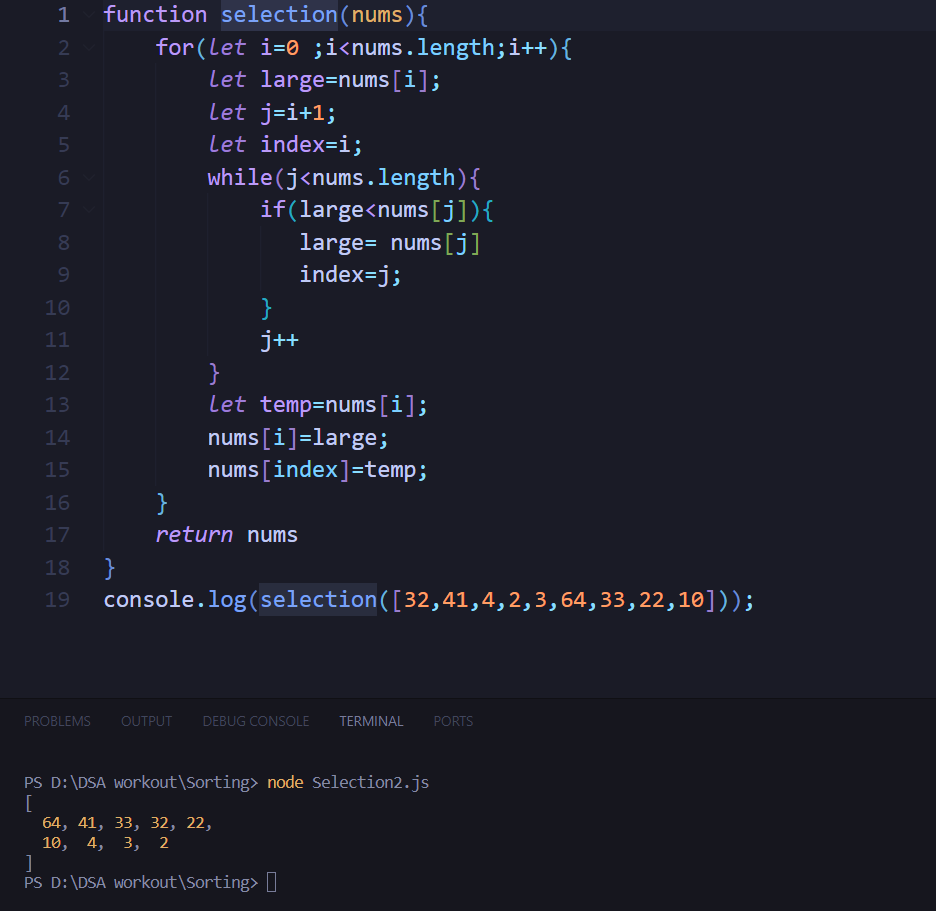 1 function selection(nums){
2 for(let i=0 ;i<nums.length;i++){
3 let large=nums[i];
4 let j=i+1;
5 let index=i;
6 while(j<nums.length){
7 if(large<nums[j]){
8 large= nums[j]
9 index=j;
10 }
11 j++
12 }
13 let temp=nums[i];
14 nums[i]=large;
15 nums[index]=temp;
16 }
17 return nums
18 }
19 console.log(selection([32,41,4,2,3,64,33,22,10]));
PROBLEMS OUTPUT DEBUG CONSOLE TERMINAL PORTS
PS D:\DSA workout\Sorting> node Selection2.js
[
64, 41, 33, 32, 22,
10, 4, 3, 2
]
PS D:\DSA workout\Sorting>